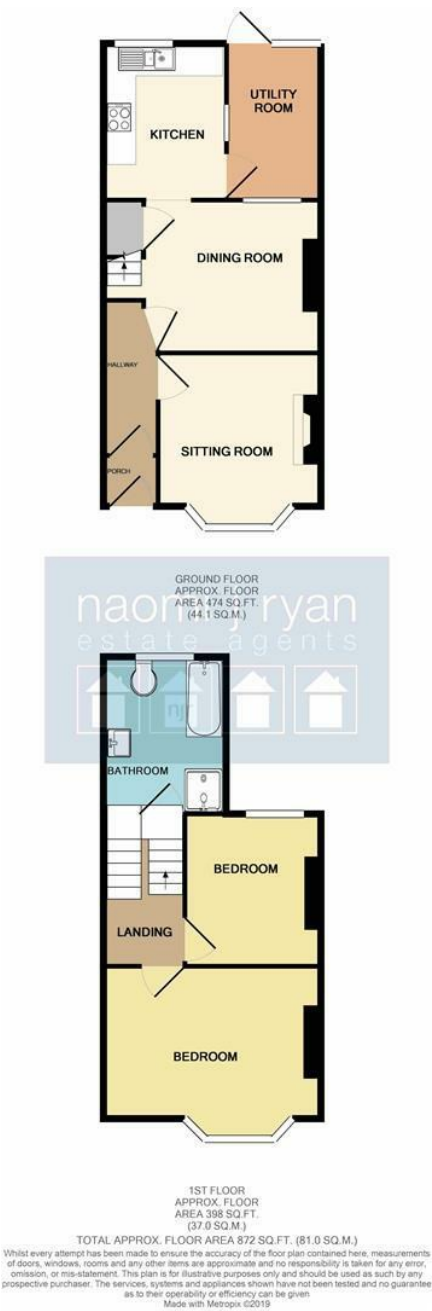 UTILITY
ROOM
KITCHEN
DINING ROOM
HALLWAY
SITTING ROOM
PORCH
GROUND FLOOR
APPROX. FLOOR
AREA 474 SQ.FT.
(44.1 SQ.M.)
naomi j ryan
estate agents
njr
BATHROOM
BEDROOM
LANDING
BEDROOM
1ST FLOOR
APPROX. FLOOR
AREA 398 SQ.FT.
(37.0 SQ.M.)
TOTAL APPROX. FLOOR AREA 872 SQ.FT. (81.0 SQ.M.)
Whilst every attempt has been made to ensure the accuracy of the floor plan contained here, measurements
of doors, windows, rooms and any other items are approximate and no responsibility is taken for any error,
omission, or mis-statement. This plan is for illustrative purposes only and should be used as such by any
prospective purchaser. The services, systems and appliances shown have not been tested and no guarantee
as to their operability or efficiency can be given
Made with Metropix ©2019